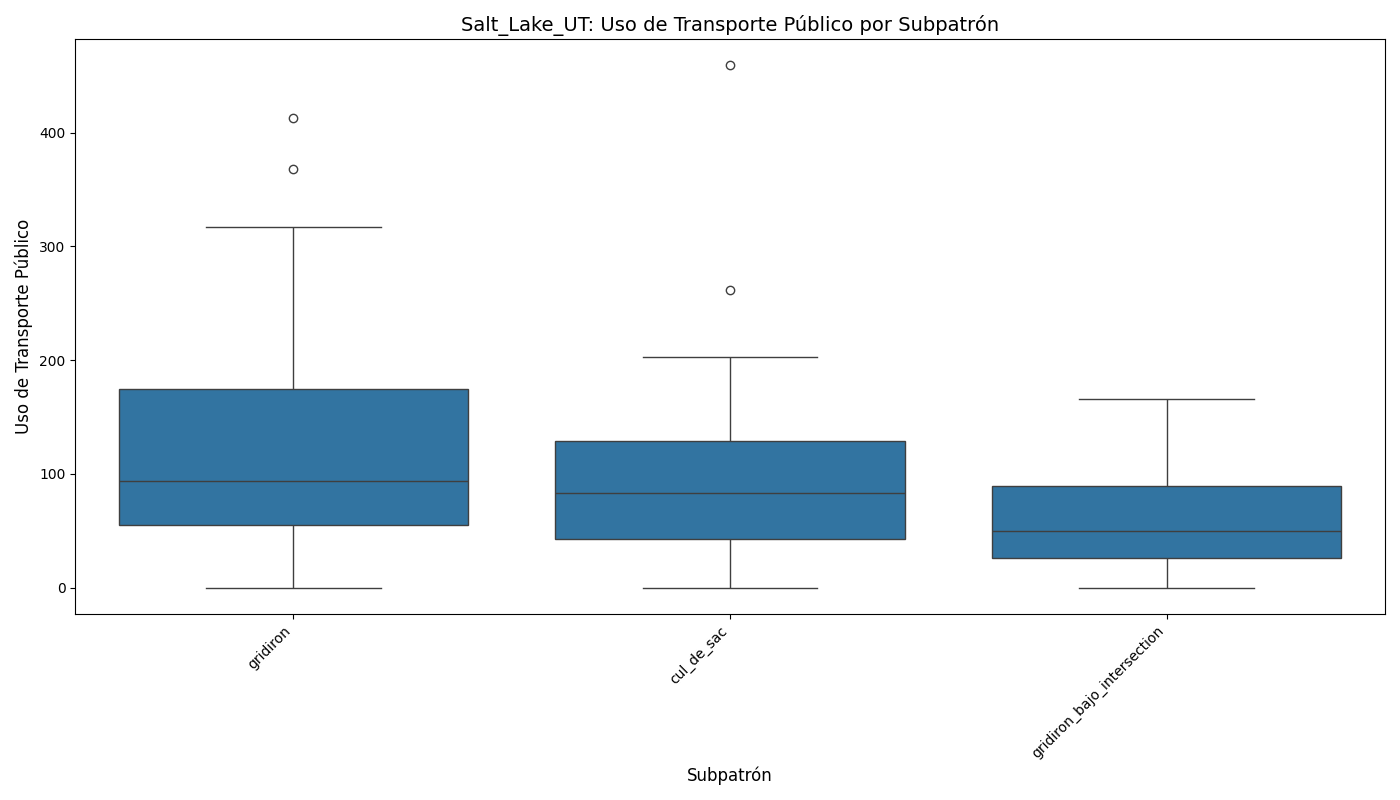 Salt_Lake_UT: Uso de Transporte Público por Subpatrón
Uso de Transporte Público
400
300
200
100
0
gridiron
cul_de_sac
gridiron_bajo_intersection
Subpatrón